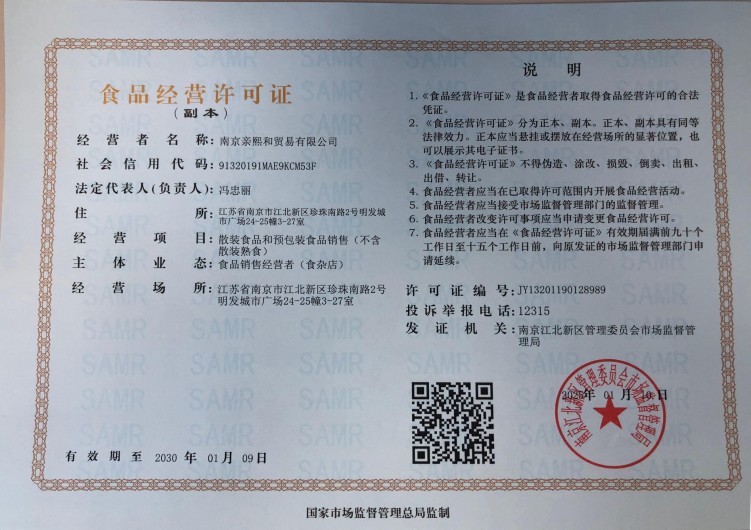 食品经营许可证
(副本)
经营者名称:南京亲熙和贸易有限公司
社会信用代码:91320191MAE9KCM53F
法定代表人(负责人):冯忠丽
住所:江苏省南京市江北新区珍珠南路2号明发城
市广场24-25幢3-27室
经营项目:散装食品和预包装食品销售（不含
散装熟食）
主体业态:食品销售经营者（食杂店）
经营场所:江苏省南京市江北新区珍珠南路2号
明发城市广场24-25幢3-27室
有效期至 2030 年 01 月 09 日
说明
1.《食品经营许可证》是食品经营者取得食品经营许可的合法
凭证。
2.《食品经营许可证》分为正本、副本。正本、副本具有同等
法律效力。正本应当悬挂或摆放在经营场所的显著位置，也
可以展示其电子证书。
3.《食品经营许可证》不得伪造、涂改、损毁、倒卖、出租、
出借、转让。
4. 食品经营者应当在已取得许可范围内开展食品经营活动。
5. 食品经营者应当接受市场监督管理部门的监督管理。
6. 食品经营者改变许可事项应当申请变更食品经营许可。
7. 食品经营者应当在《食品经营许可证》有效期届满前九十个
工作日至十五个工作日前，向原发证的市场监督管理部门申
请延续。
许可证编号:JY13201190128989
投诉举报电话:12315
发证机关:南京江北新区管理委员会市场监督管
理局
2025 年 01 月 10 日
南京江北新区管理委员会市场监督管理局
国家市场监督管理总局监制